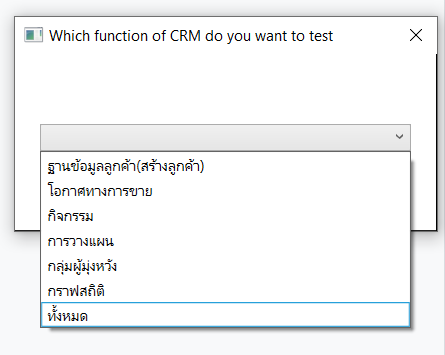 Which function of CRM do you want to test
ฐานข้อมูลลูกค้า(สร้างลูกค้า)
โอกาสทางการขาย
กิจกรรม
การวางแผน
กลุ่มผู้มุ่งหวัง
กราฟสถิติ
ทั้งหมด